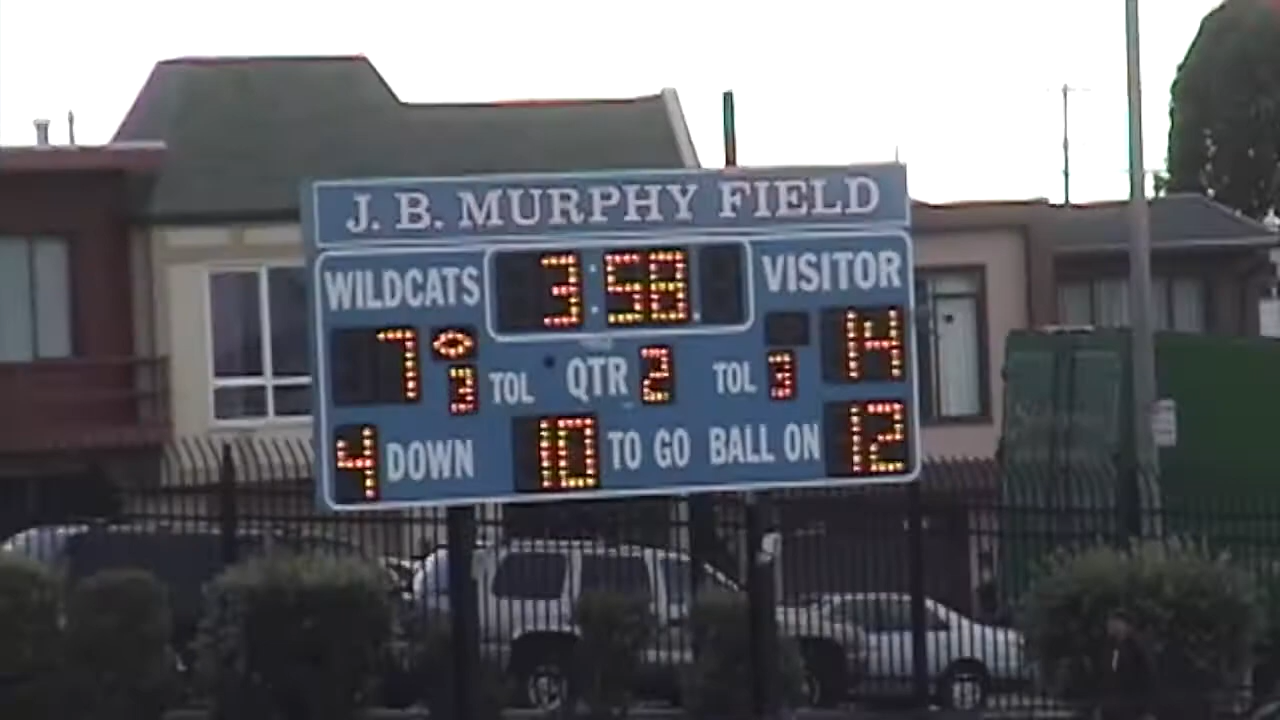 J. B. MURPHY FIELD
WILDCATS 3:58 VISITOR
7 3 TOL QTR 2 TOL 3 14
4 DOWN 10 TO GO BALL ON 12